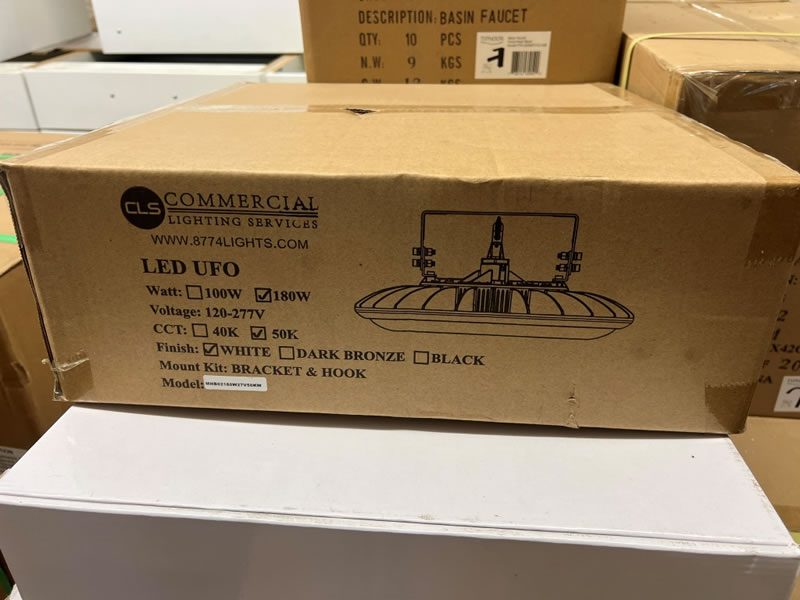 DESCRIPTION: BASIN FAUCET
QTY: 10 PCS
N.W: 9 KGS
CLS COMMERCIAL
LIGHTING SERVICES
WWW.8774LIGHTS.COM
LED UFO
Watt: 100W 180W
Voltage: 120-277V
CCT: 40K 50K
Finish: WHITE DARK BRONZE BLACK
Mount Kit: BRACKET & HOOK
Model: